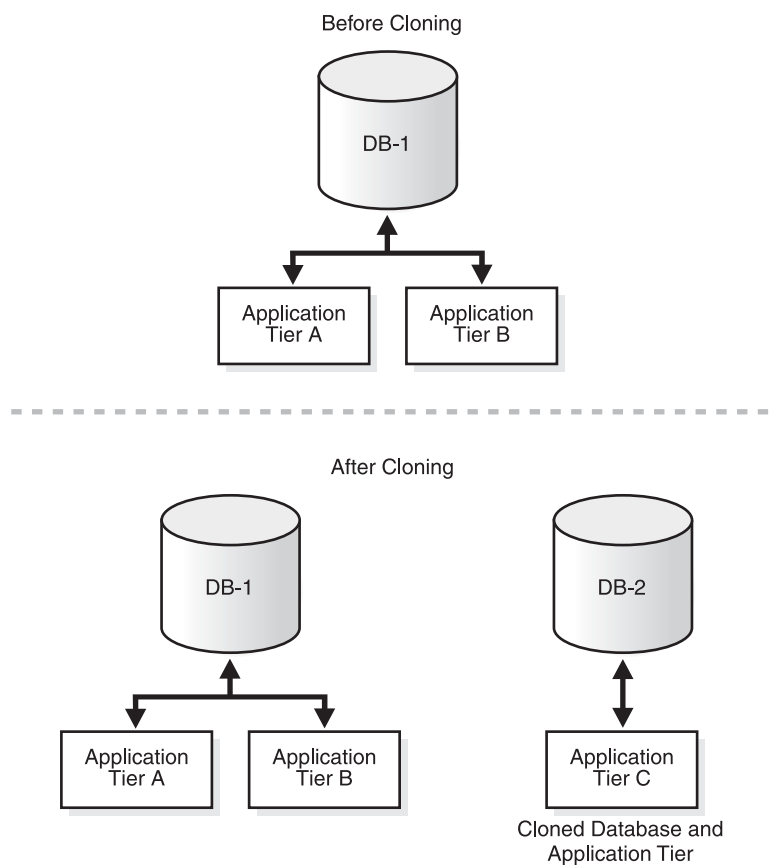 Before Cloning
DB-1
Application
Tier A
Application
Tier B
After Cloning
DB-1
DB-2
Application
Tier A
Application
Tier B
Application
Tier C
Cloned Database and
Application Tier